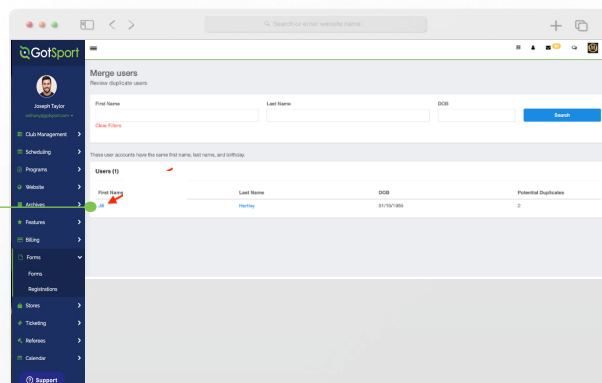 Search or enter website name
GotSport
Joseph Taylor
Club Management
Scheduling
Programs
Website
Archives
Features
Billing
Forms
Forms
Registrations
Stores
Ticketing
Referees
Calendar
Support
Merge users
Review duplicate users
First Name Last Name DOB
Search
Clear Filters
These user accounts have the same first name, last name, and birthday.
Users (1)
First Name Last Name DOB Potential Duplicates
Jill Hartley 01/10/1985 2